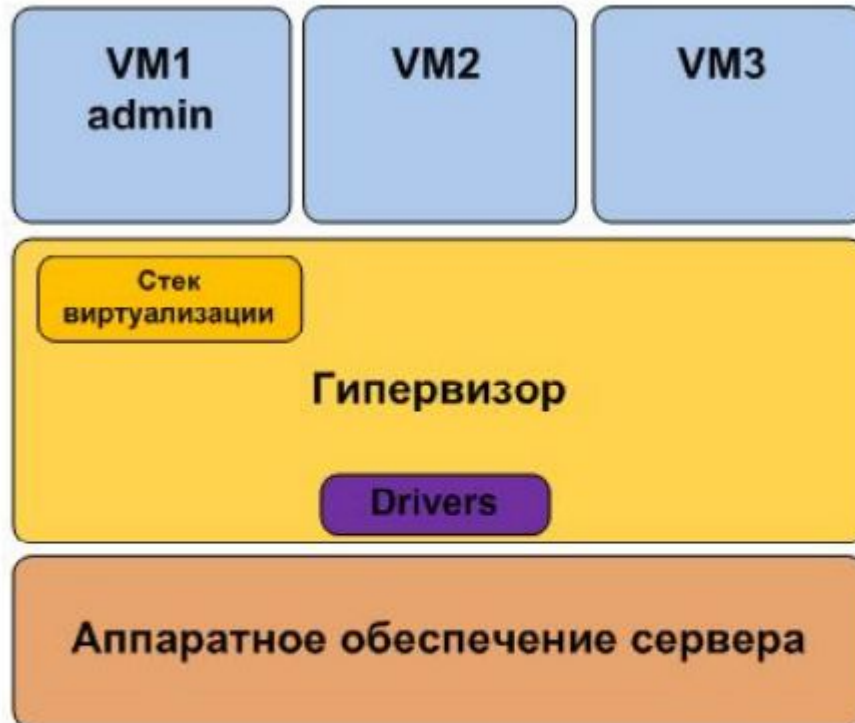 VM1
admin
VM2
VM3
Стек
виртуализации
Гипервизор
Drivers
Аппаратное обеспечение сервера